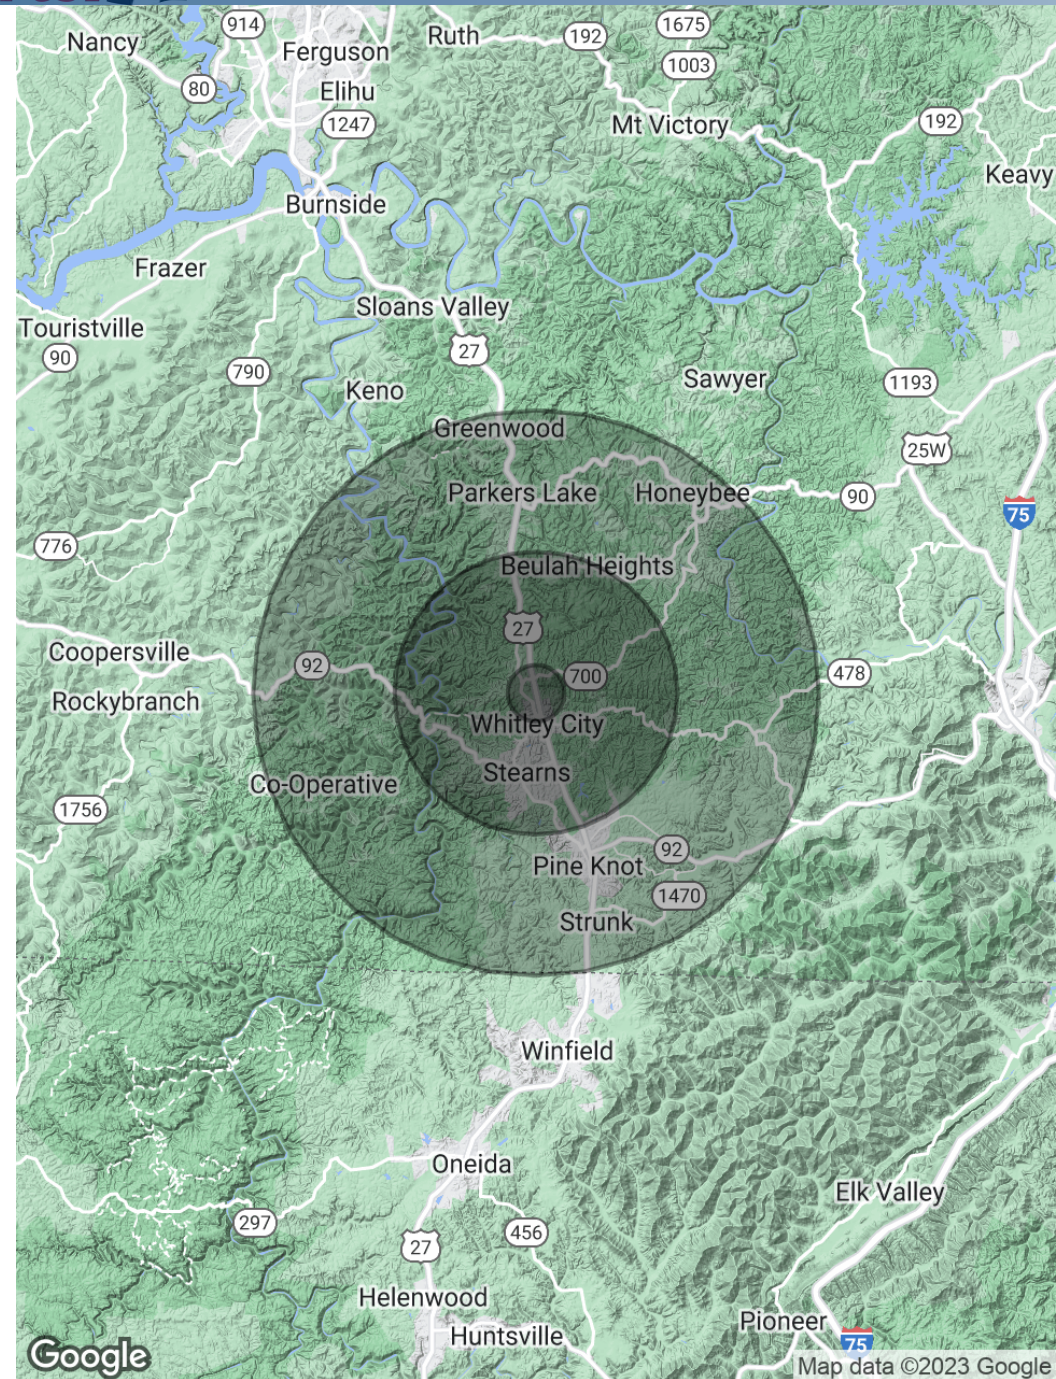 Nancy
914
Ferguson
Ruth
192
1675
1003
80
Elihu
1247
Mt Victory
192
Keavy
Burnside
Frazer
Sloans Valley
Touristville
90
27
790
Keno
Sawyer
1193
Greenwood
25W
Parkers Lake
Honeybee
90
75
776
Beulah Heights
27
Coopersville
92
700
478
Rockybranch
Whitley City
Stearns
Co-Operative
1756
92
Pine Knot
1470
Strunk
Winfield
Oneida
Elk Valley
297
456
27
Helenwood
Huntsville
Pioneer
75
Google
Map data ©2023 Google